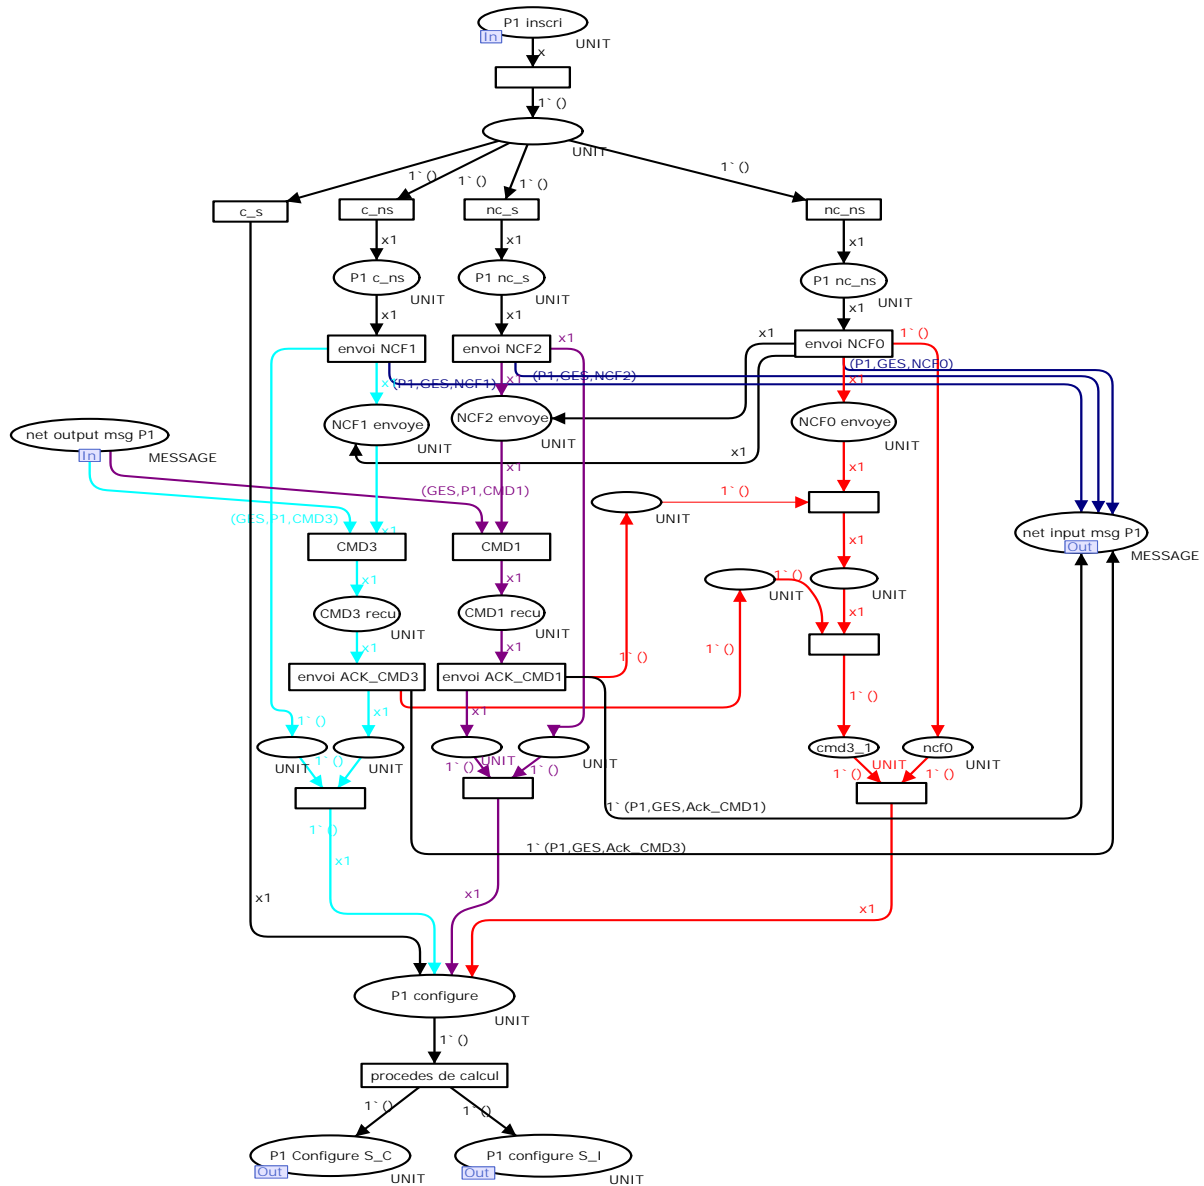 P1 inscri
In
UNIT
x
1`()
UNIT
1`()
1`()
1`()
1`()
c_s
c_ns
nc_s
nc_ns
x1
x1
x1
P1 c_ns
P1 nc_s
P1 nc_ns
UNIT
UNIT
UNIT
x1
x1
x1
envoi NCF1
envoi NCF2
envoi NCF0
x1
x1
1`()
x1
(P1,GES,NCF1)
x1
(P1,GES,NCF2)
(P1,GES,NCF0)
x1
NCF1 envoye
NCF2 envoye
NCF0 envoye
UNIT
UNIT
UNIT
net output msg P1
In
MESSAGE
x1
x1
x1
(GES,P1,CMD3)
(GES,P1,CMD1)
1`()
UNIT
x1
CMD3
CMD1
x1
net input msg P1
Out
MESSAGE
x1
x1
1`()
UNIT
UNIT
CMD3 recu
CMD1 recu
UNIT
UNIT
x1
x1
x1
1`()
1`()
envoi ACK_CMD3
envoi ACK_CMD1
1`()
x1
x1
1`()
UNIT
UNIT
1`()
UNIT
UNIT
1`()
1`()
cmd3_1
ncf0
UNIT
UNIT
1`()
1`()
1`(P1,GES,Ack_CMD1)
1`()
x1
1`(P1,GES,Ack_CMD3)
x1
x1
x1
P1 configure
UNIT
1`()
procedes de calcul
1`()
1`()
P1 Configure S_C
Out
UNIT
P1 configure S_I
Out
UNIT